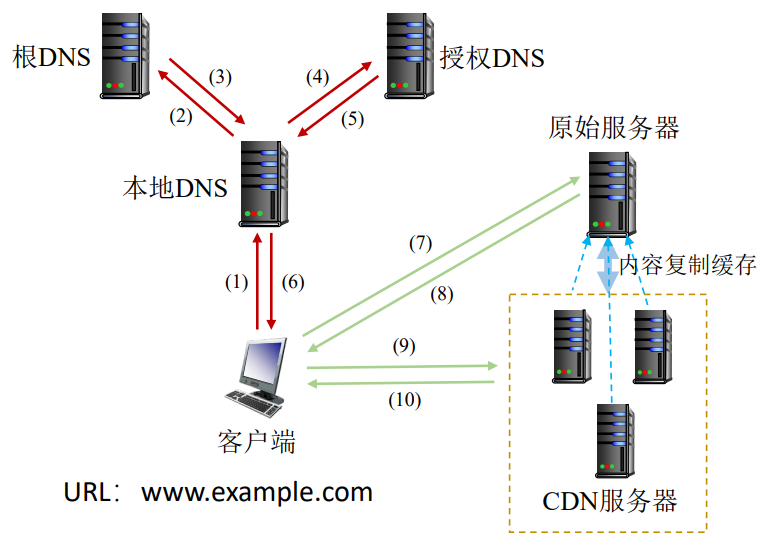 根DNS
(3)
(2)
(4)
(5)
授权DNS
原始服务器
本地DNS
(1)
(6)
(7)
(8)
内容复制缓存
(9)
(10)
客户端
CDN服务器
URL： www.example.com